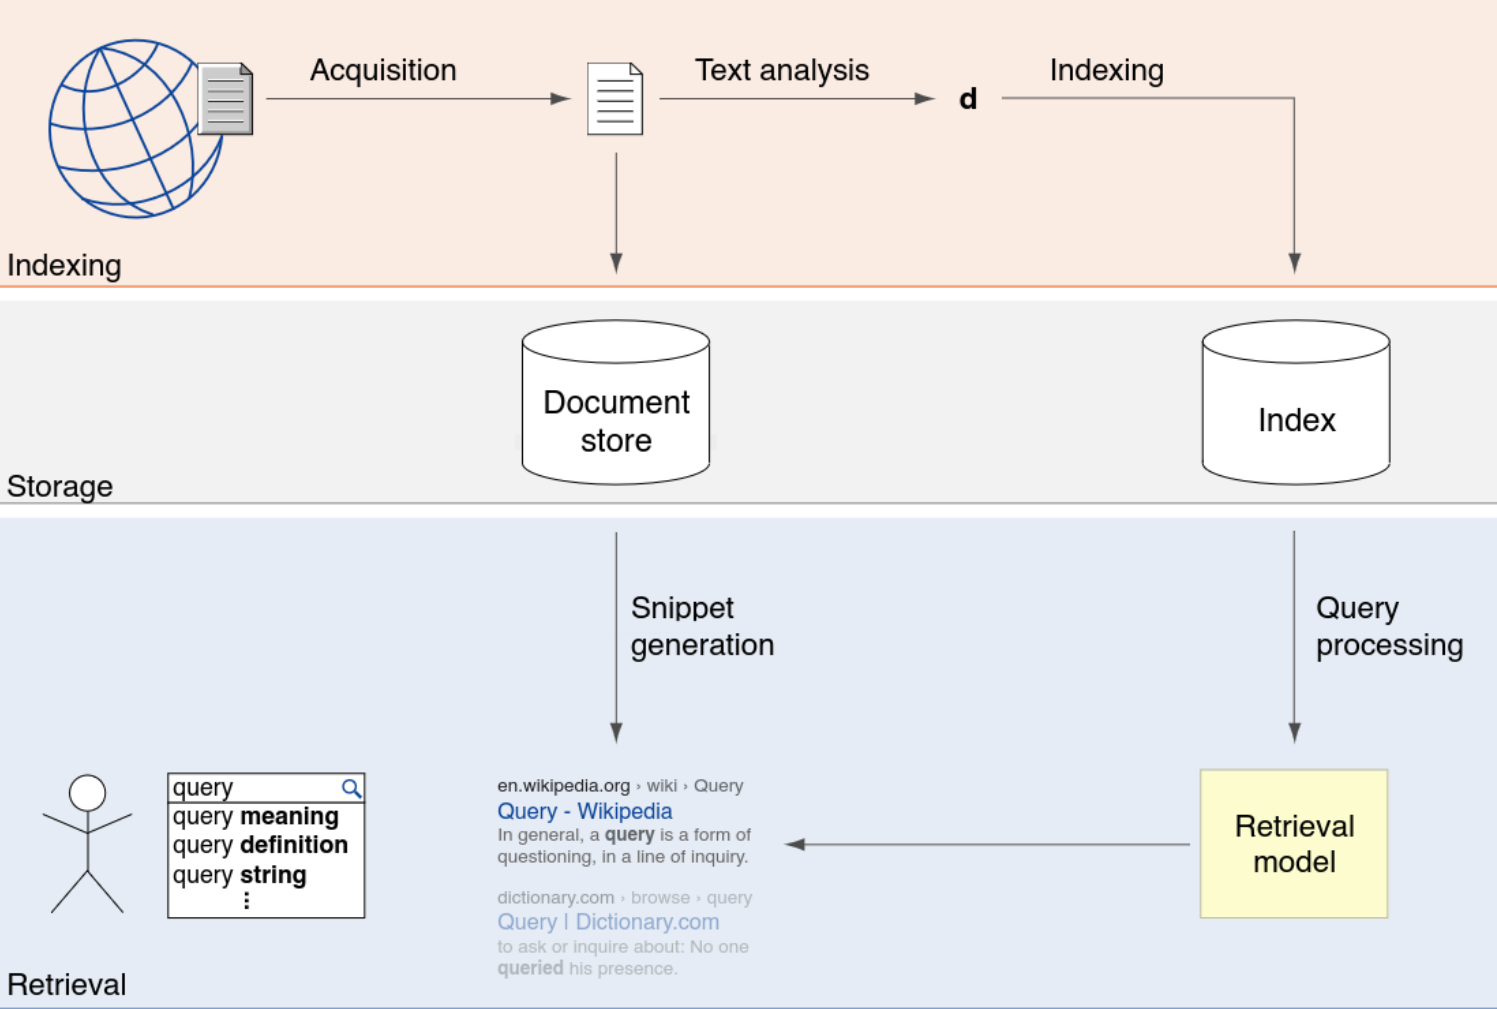 Acquisition
Text analysis
d
Indexing
Indexing
Document
store
Index
Storage
Snippet
generation
Query
processing
query
query meaning
query definition
query string
⋮
en.wikipedia.org › wiki › Query
Query - Wikipedia
In general, a query is a form of
questioning, in a line of inquiry.
dictionary.com › browse › query
Query | Dictionary.com
to ask or inquire about: No one
queried his presence.
Retrieval
model
Retrieval